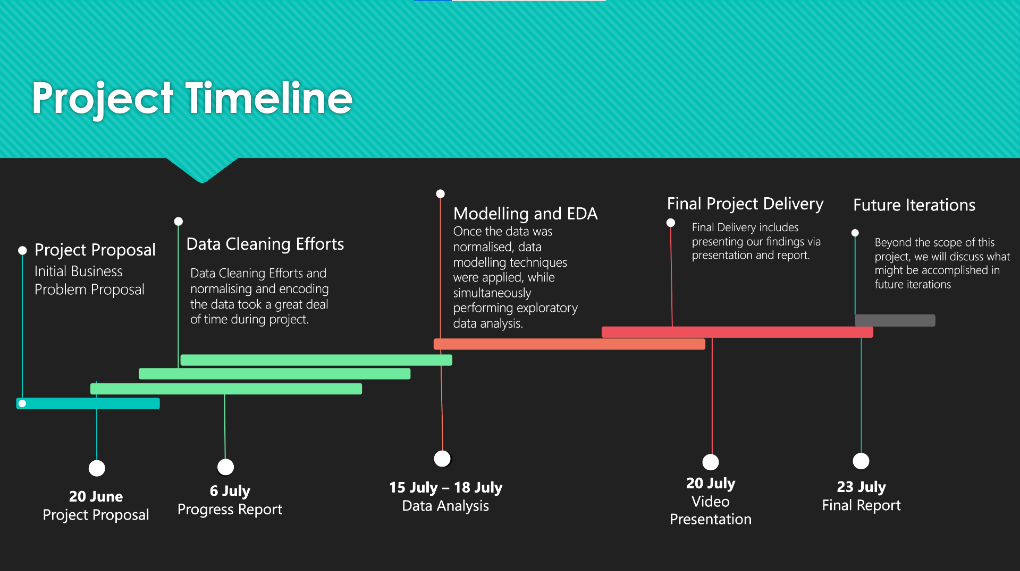 Project Timeline
Project Proposal
Initial Business
Problem Proposal
Data Cleaning Efforts
Data Cleaning Efforts and
normalising and encoding
the data took a great deal
of time during project.
Modelling and EDA
Once the data was
normalised, data
modelling techniques
were applied, while
simultaneously
performing exploratory
data analysis.
Final Project Delivery
Final Delivery includes
presenting our findings via
presentation and report.
Future Iterations
Beyond the scope of this
project, we will discuss what
might be accomplished in
future iterations
20 June
Project Proposal
6 July
Progress Report
15 July – 18 July
Data Analysis
20 July
Video
Presentation
23 July
Final Report